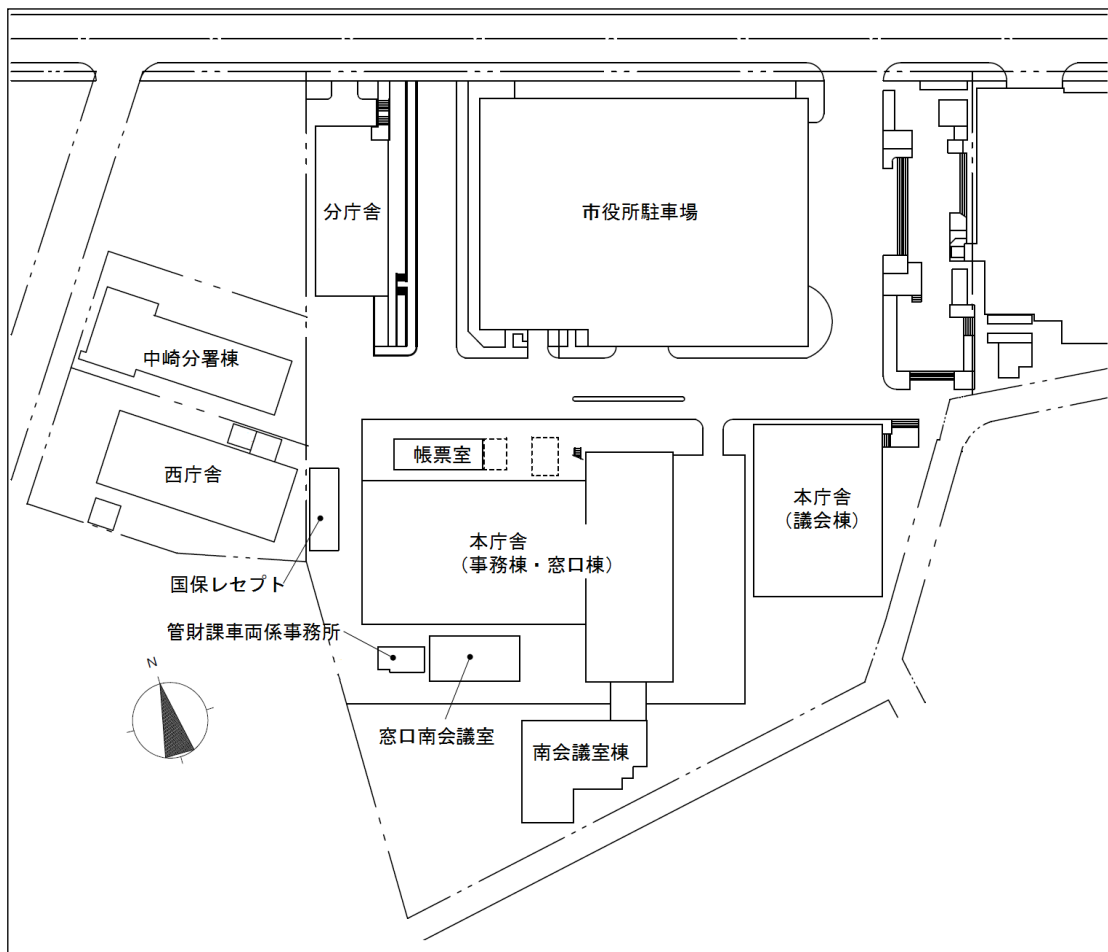 分庁舎
市役所駐車場
中崎分署棟
帳票室
西庁舎
本庁舎
（議会棟）
本庁舎
（事務棟・窓口棟）
国保レセプト
管財課車両係事務所
N
窓口南会議室
南会議室棟